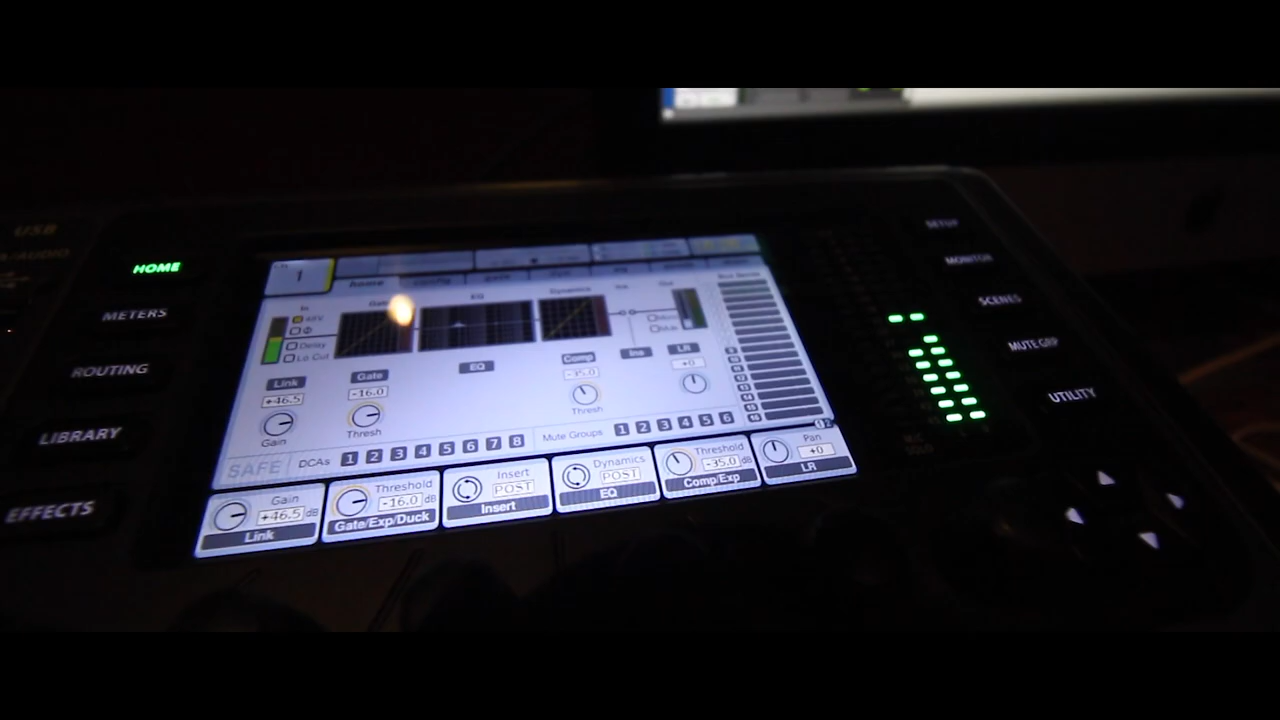 USB
HOME
METERS
ROUTING
LIBRARY
EFFECTS
1
home
config
Gate
EQ
Dynamics
48V
Φ
Delay
Lo Cut
Mute
Link
+46.5
Gain
Gate
-16.0
Thresh
EQ
Comp
-35.0
Thresh
Ins
LR
+0
SAFE
DCAs
1 2 3 4 5 6 7 8
Mute Groups
1 2 3 4 5 6
Gain
+46.5 dB
Link
Threshold
-16.0 dB
Gate/Exp/Duck
Insert
POST
Insert
Dynamics
POST
EQ
Threshold
-35.0 dB
Comp/Exp
Pan
+0
LR
SETUP
MONITOR
SCENES
MUTE GRP
UTILITY